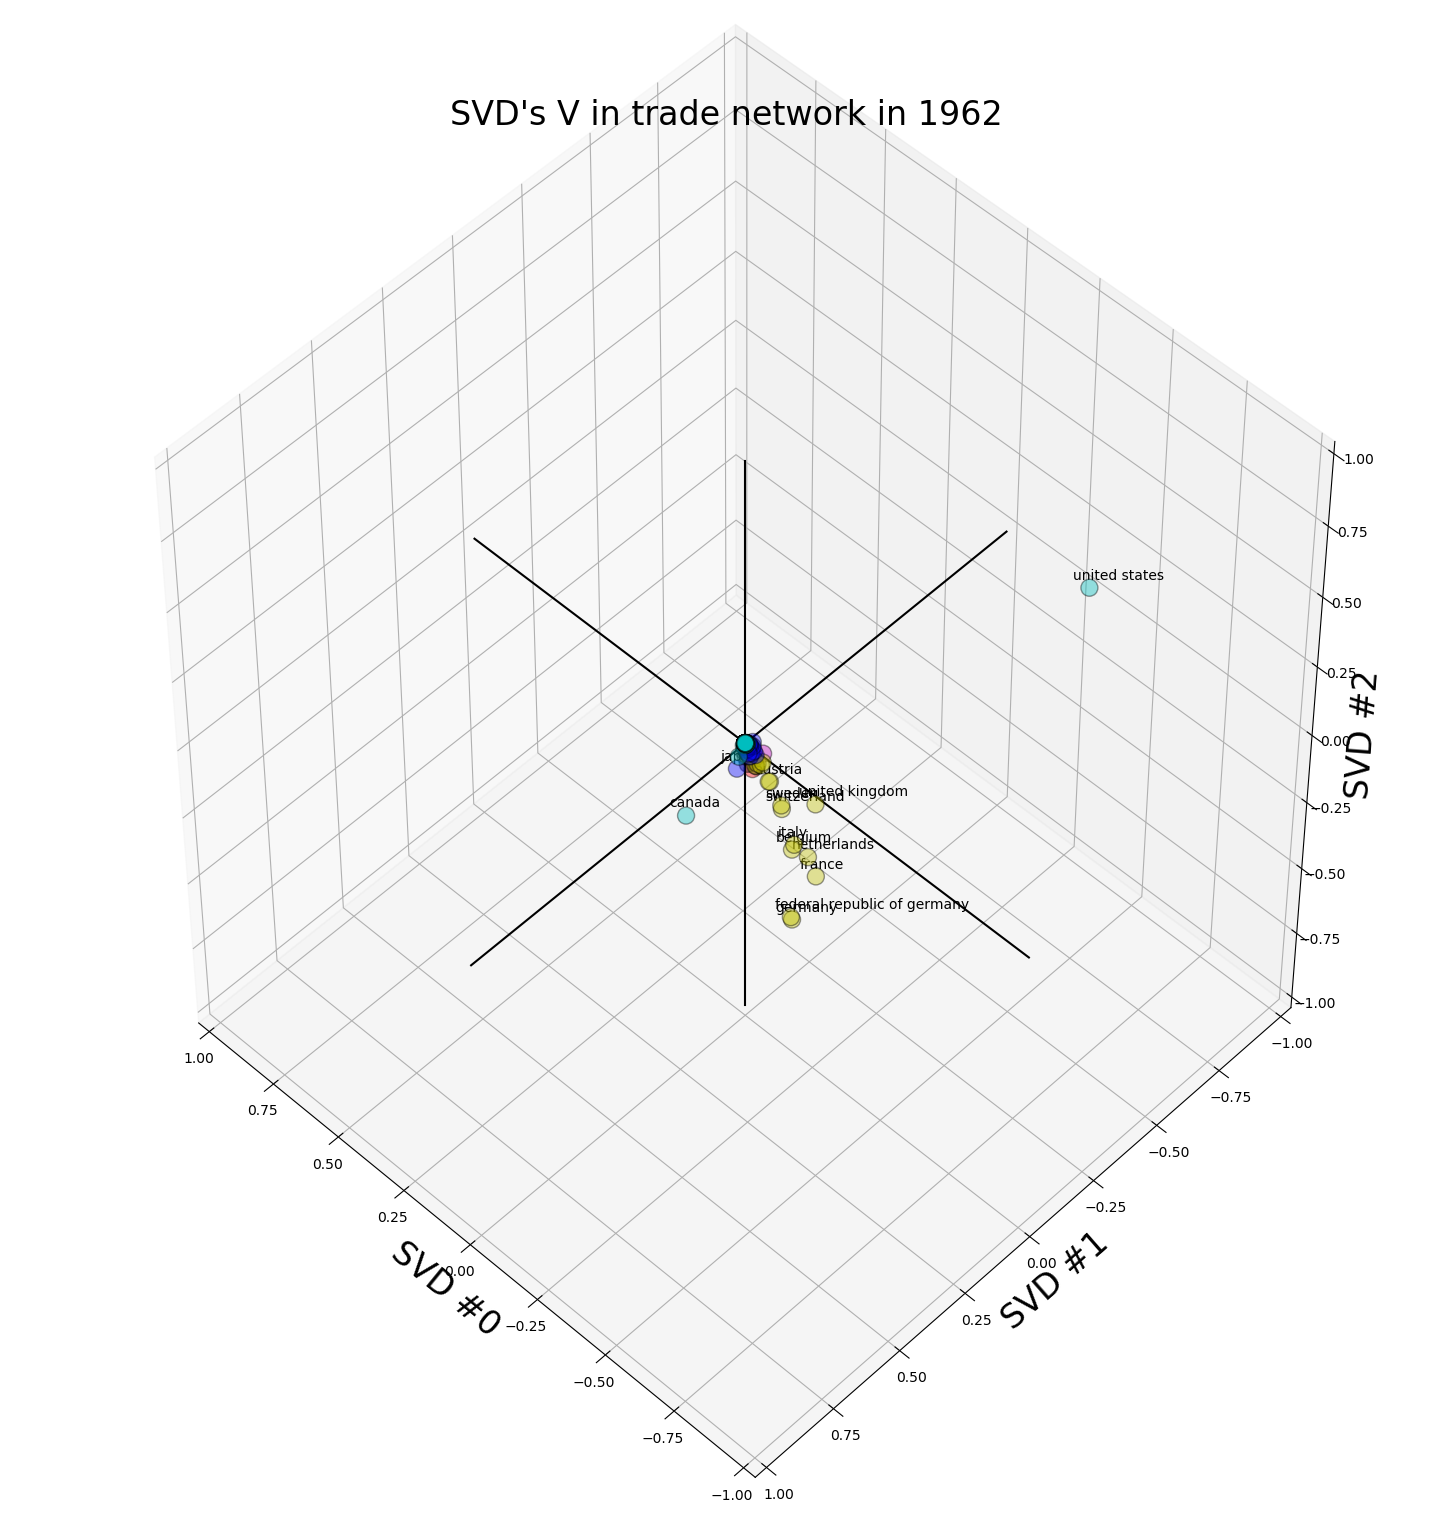 SVD's V in trade network in 1962
1.00
united states
0.75
0.50
0.25
SVD #2
0.00
austria
united kingdom
sweden
switzerland
canada
−0.25
italy
belgium
netherlands
france
−0.50
federal republic of germany
germany
−0.75
−1.00
1.00
0.75
0.50
0.25
0.00
−0.25
−0.50
−0.75
−1.00
SVD #0
−1.00
−0.75
−0.50
−0.25
0.00
0.25
0.50
0.75
1.00
SVD #1